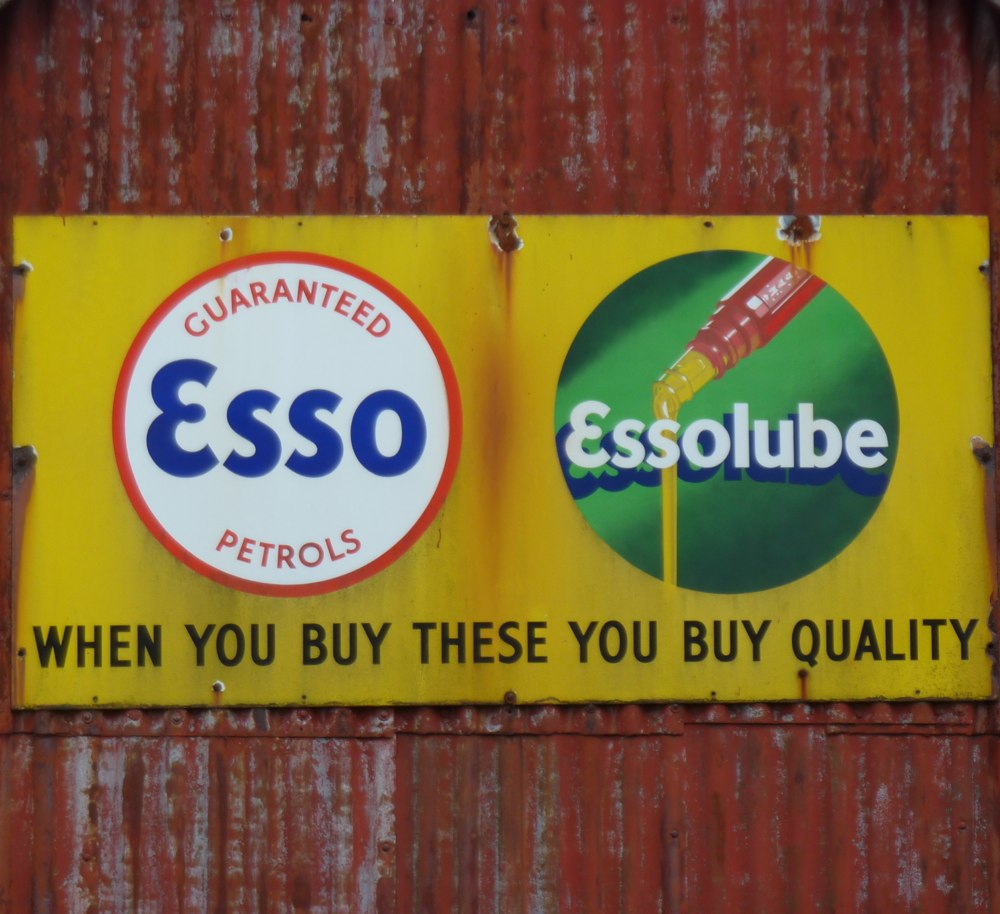 GUARANTEED
Esso
PETROLS
Essolube
WHEN YOU BUY THESE YOU BUY QUALITY